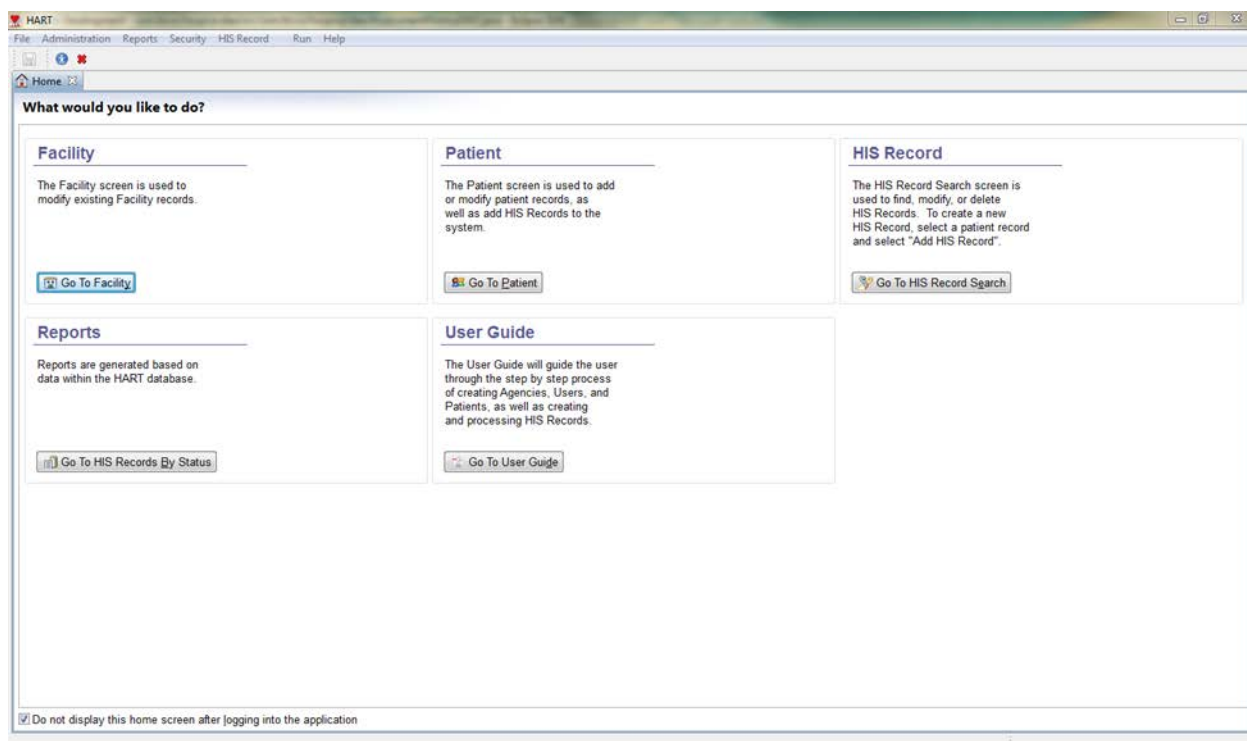 HART
File Administration Reports Security HIS Record Run Help
Home
What would you like to do?
Facility
The Facility screen is used to
modify existing Facility records.
Go To Facility
Patient
The Patient screen is used to add
or modify patient records, as
well as add HIS Records to the
system.
Go To Patient
HIS Record
The HIS Record Search screen is
used to find, modify, or delete
HIS Records. To create a new
HIS Record, select a patient record
and select "Add HIS Record".
Go To HIS Record Search
Reports
Reports are generated based on
data within the HART database.
Go To HIS Records By Status
User Guide
The User Guide will guide the user
through the step by step process
of creating Agencies, Users, and
Patients, as well as creating
and processing HIS Records.
Go To User Guide
Do not display this home screen after logging into the application